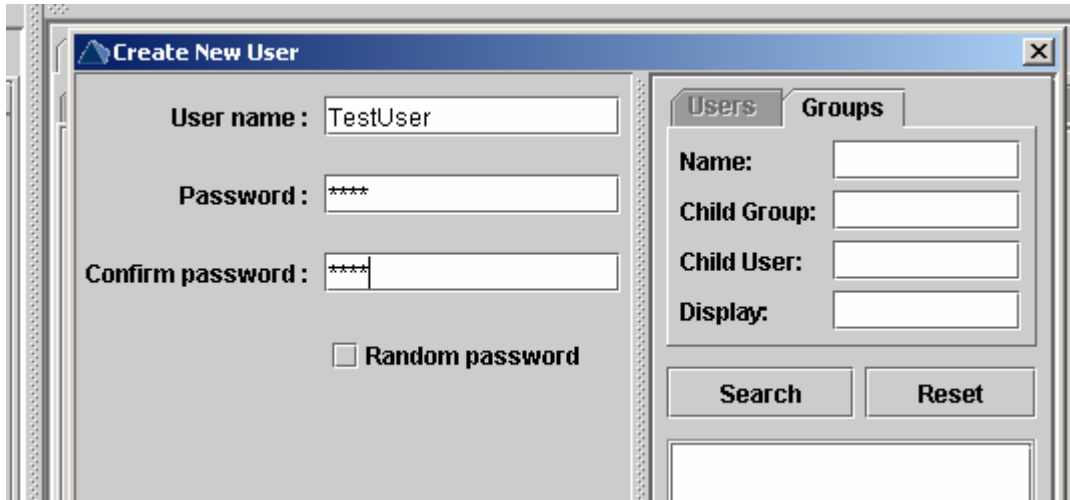 Create New User
User name : TestUser
Password : ****
Confirm password : ****
Random password
Users Groups
Name:
Child Group:
Child User:
Display:
Search Reset